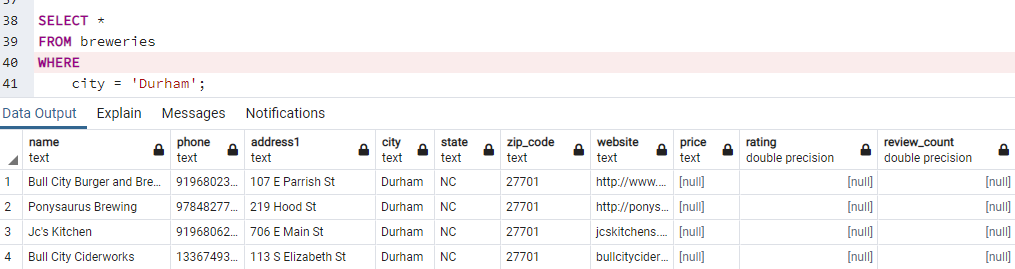 38 SELECT *
39 FROM breweries
40 WHERE
41 city = 'Durham';
Data Output Explain Messages Notifications
name phone address1 city state zip_code website price rating review_count
text text text text text text text text double precision double precision
1 Bull City Burger and Bre... 91968023... 107 E Parrish St Durham NC 27701 http://www.... [null] [null] [null]
2 Ponysaurus Brewing 97848277... 219 Hood St Durham NC 27701 http://ponys... [null] [null] [null]
3 Jc's Kitchen 91968062... 706 E Main St Durham NC 27701 jcskitchens.... [null] [null] [null]
4 Bull City Ciderworks 13367493... 113 S Elizabeth St Durham NC 27701 bullcitycider... [null] [null] [null]